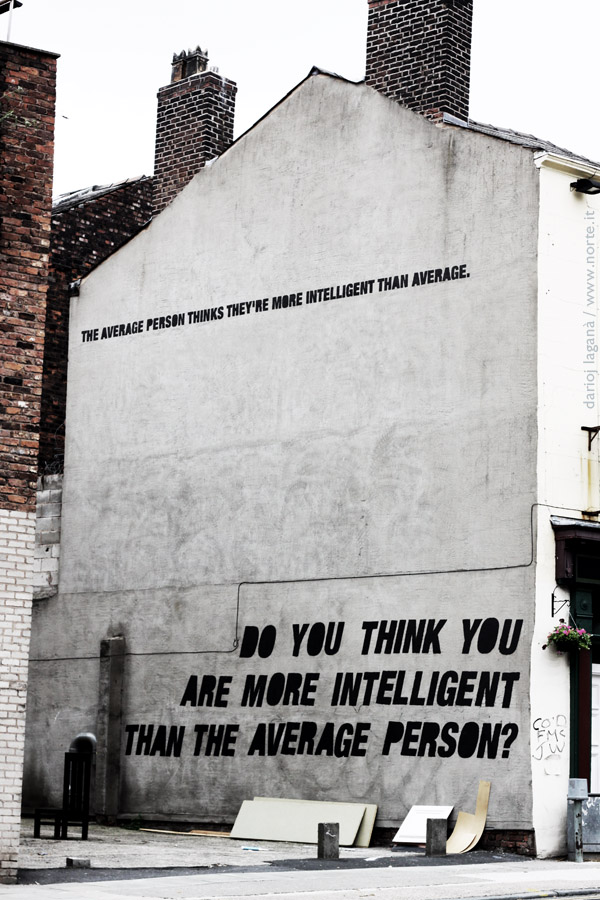 THE AVERAGE PERSON THINKS THEY'RE MORE INTELLIGENT THAN AVERAGE.
DO YOU THINK YOU
ARE MORE INTELLIGENT
THAN THE AVERAGE PERSON?
darioj laganà / www.norte.it